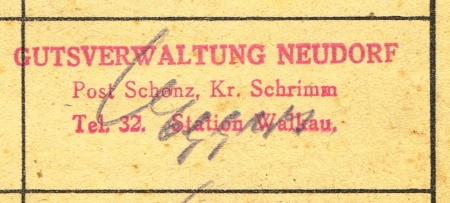 GUTSVERWALTUNG NEUDORF
Post Schonz, Kr. Schrimm
Tel. 32. Station Walkau.